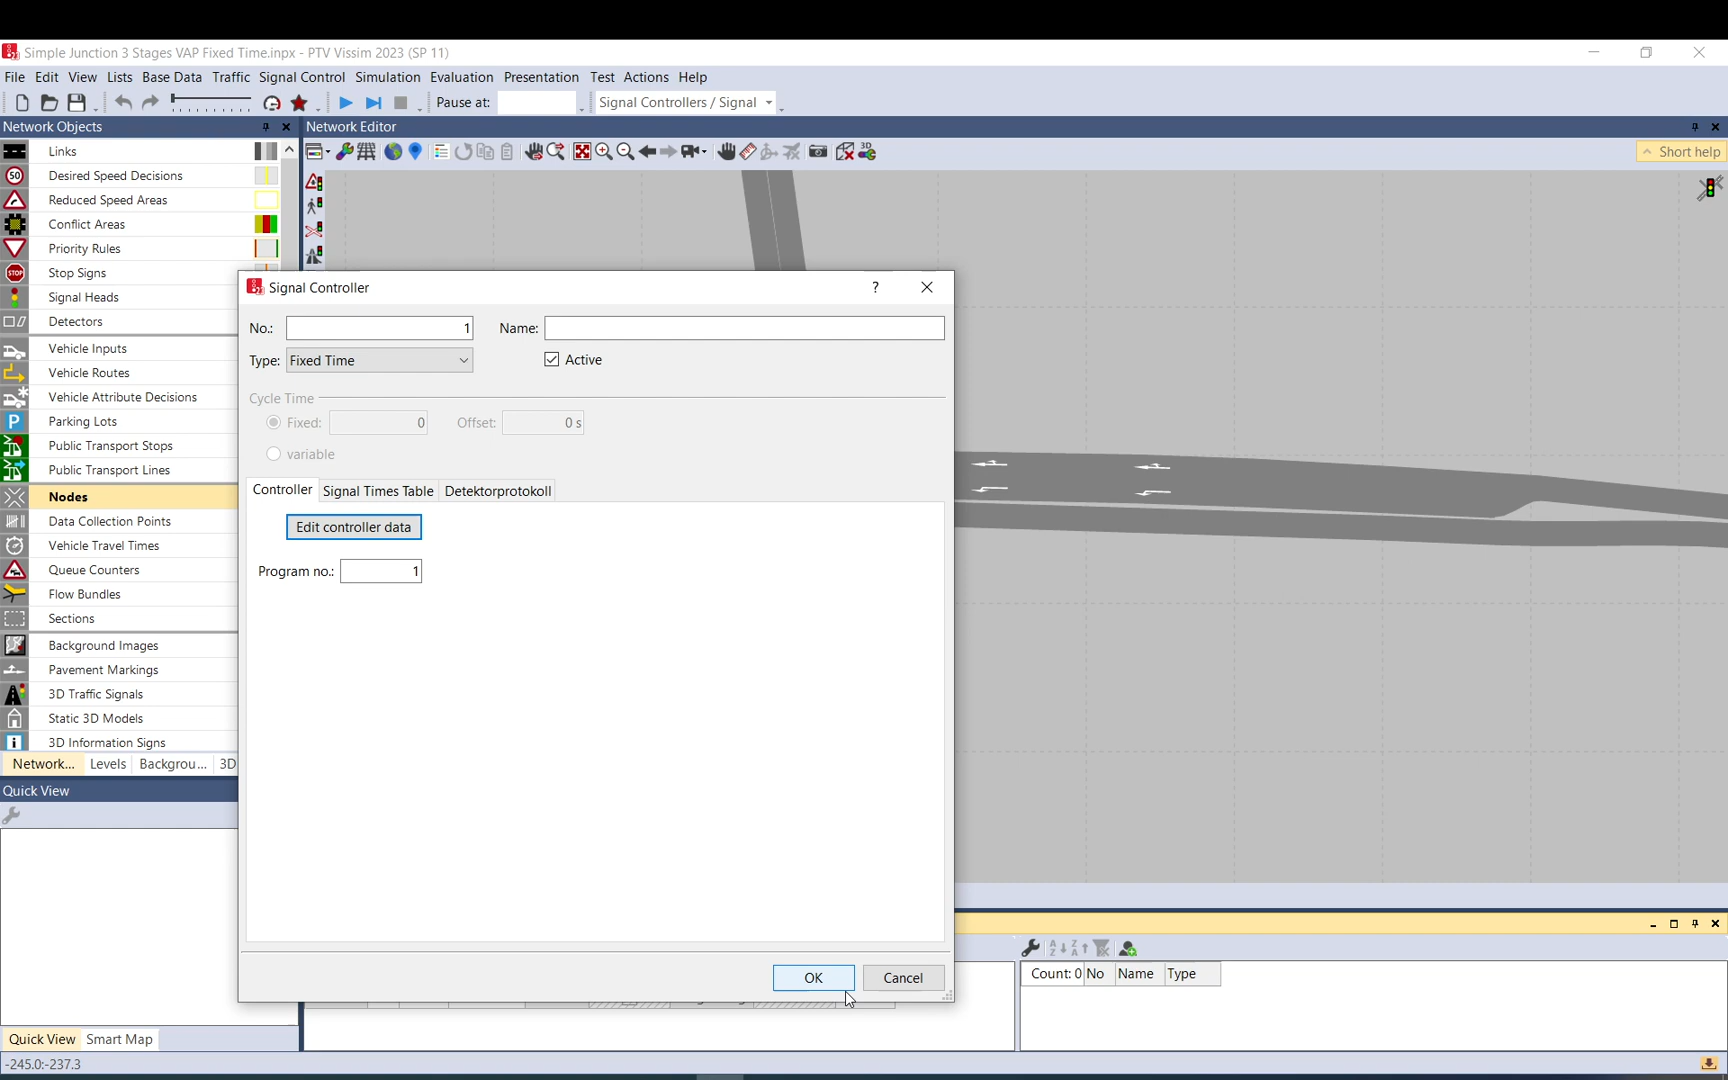 Simple Junction 3 Stages VAP Fixed Time.inpx - PTV Vissim 2023 (SP 11)
File Edit View Lists Base Data Traffic Signal Control Simulation Evaluation Presentation Test Actions Help
Pause at: Signal Controllers / Signal
Network Objects
Network Editor
Short help
Links
50 Desired Speed Decisions
Reduced Speed Areas
Conflict Areas
Priority Rules
STOP Stop Signs
Signal Heads
Detectors
Vehicle Inputs
Vehicle Routes
Vehicle Attribute Decisions
P Parking Lots
Public Transport Stops
Public Transport Lines
Nodes
Data Collection Points
Vehicle Travel Times
Queue Counters
Flow Bundles
Sections
Background Images
Pavement Markings
3D Traffic Signals
Static 3D Models
i 3D Information Signs
Network... Levels Backgrou... 3D
Quick View
Quick View Smart Map
-245.0:-237.3
3D
Signal Controller ?
No.: 1 Name:
Type: Fixed Time Active
Cycle Time
Fixed: 0 Offset: 0 s
variable
Controller Signal Times Table Detektorprotokoll
Edit controller data
Program no.: 1
OK Cancel
Count: 0 No Name Type